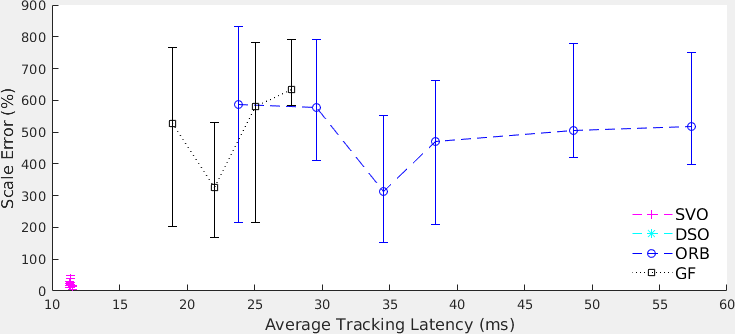 900
800
700
600
500
400
300
200
100
0
Scale Error (%)
10 15 20 25 30 35 40 45 50 55 60
Average Tracking Latency (ms)
SVO
DSO
ORB
GF